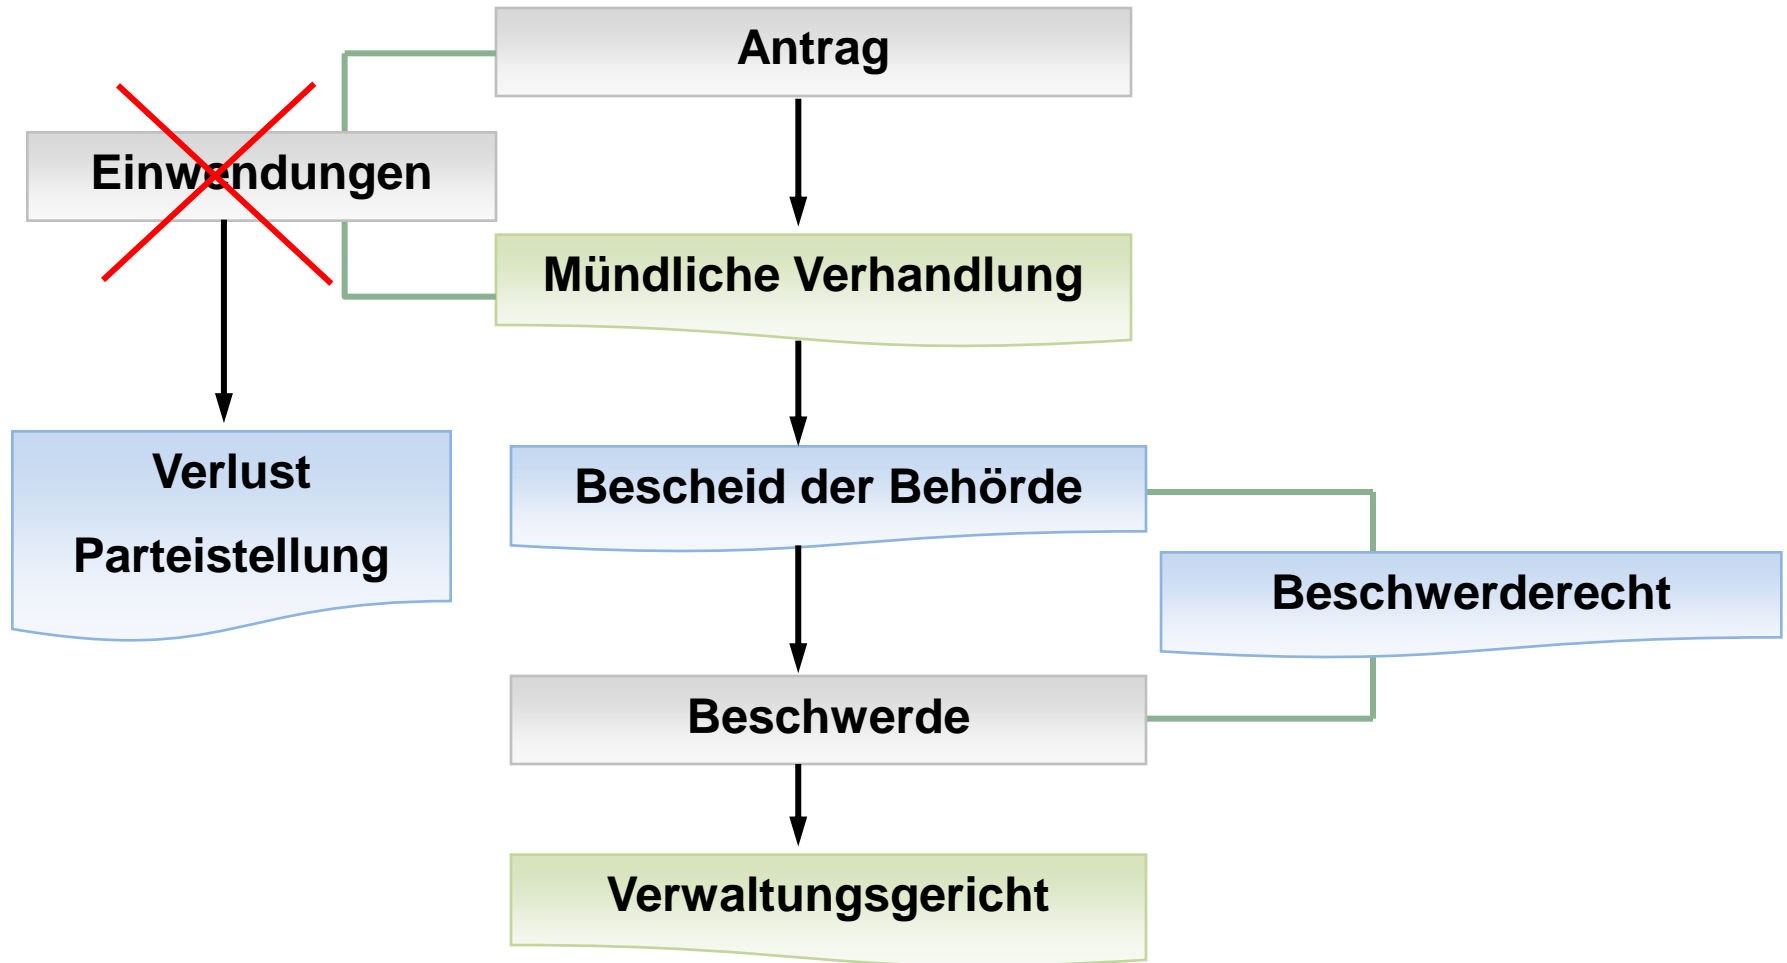 Antrag
Einwendungen
Mündliche Verhandlung
Verlust
Parteistellung
Bescheid der Behörde
Beschwerderecht
Beschwerde
Verwaltungsgericht